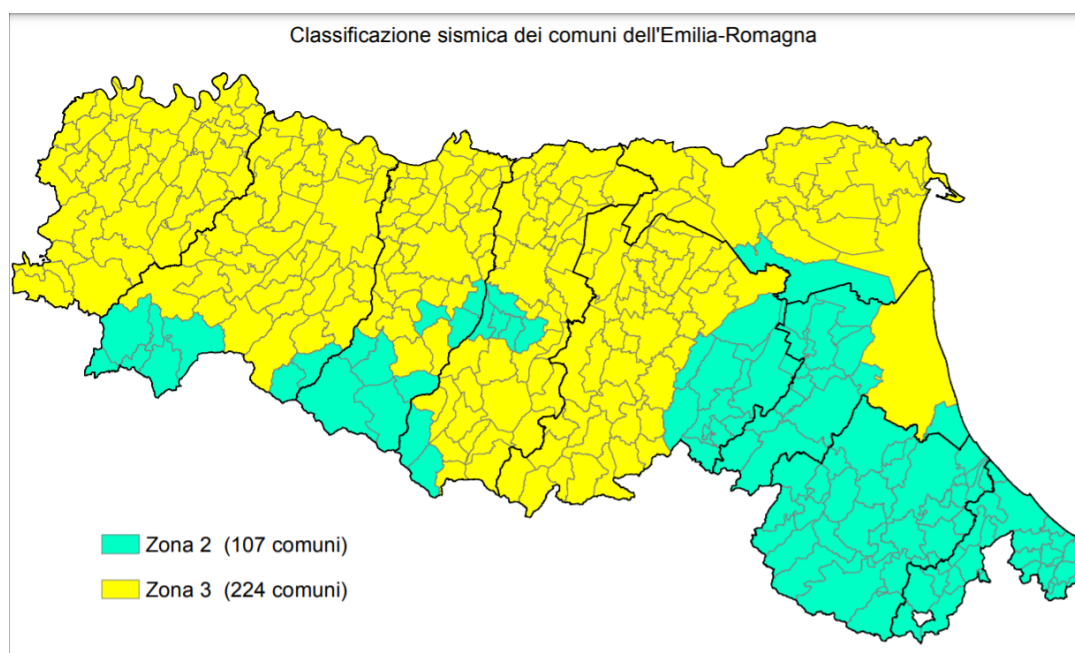 Classificazione sismica dei comuni dell'Emilia-Romagna
Zona 2 (107 comuni)
Zona 3 (224 comuni)